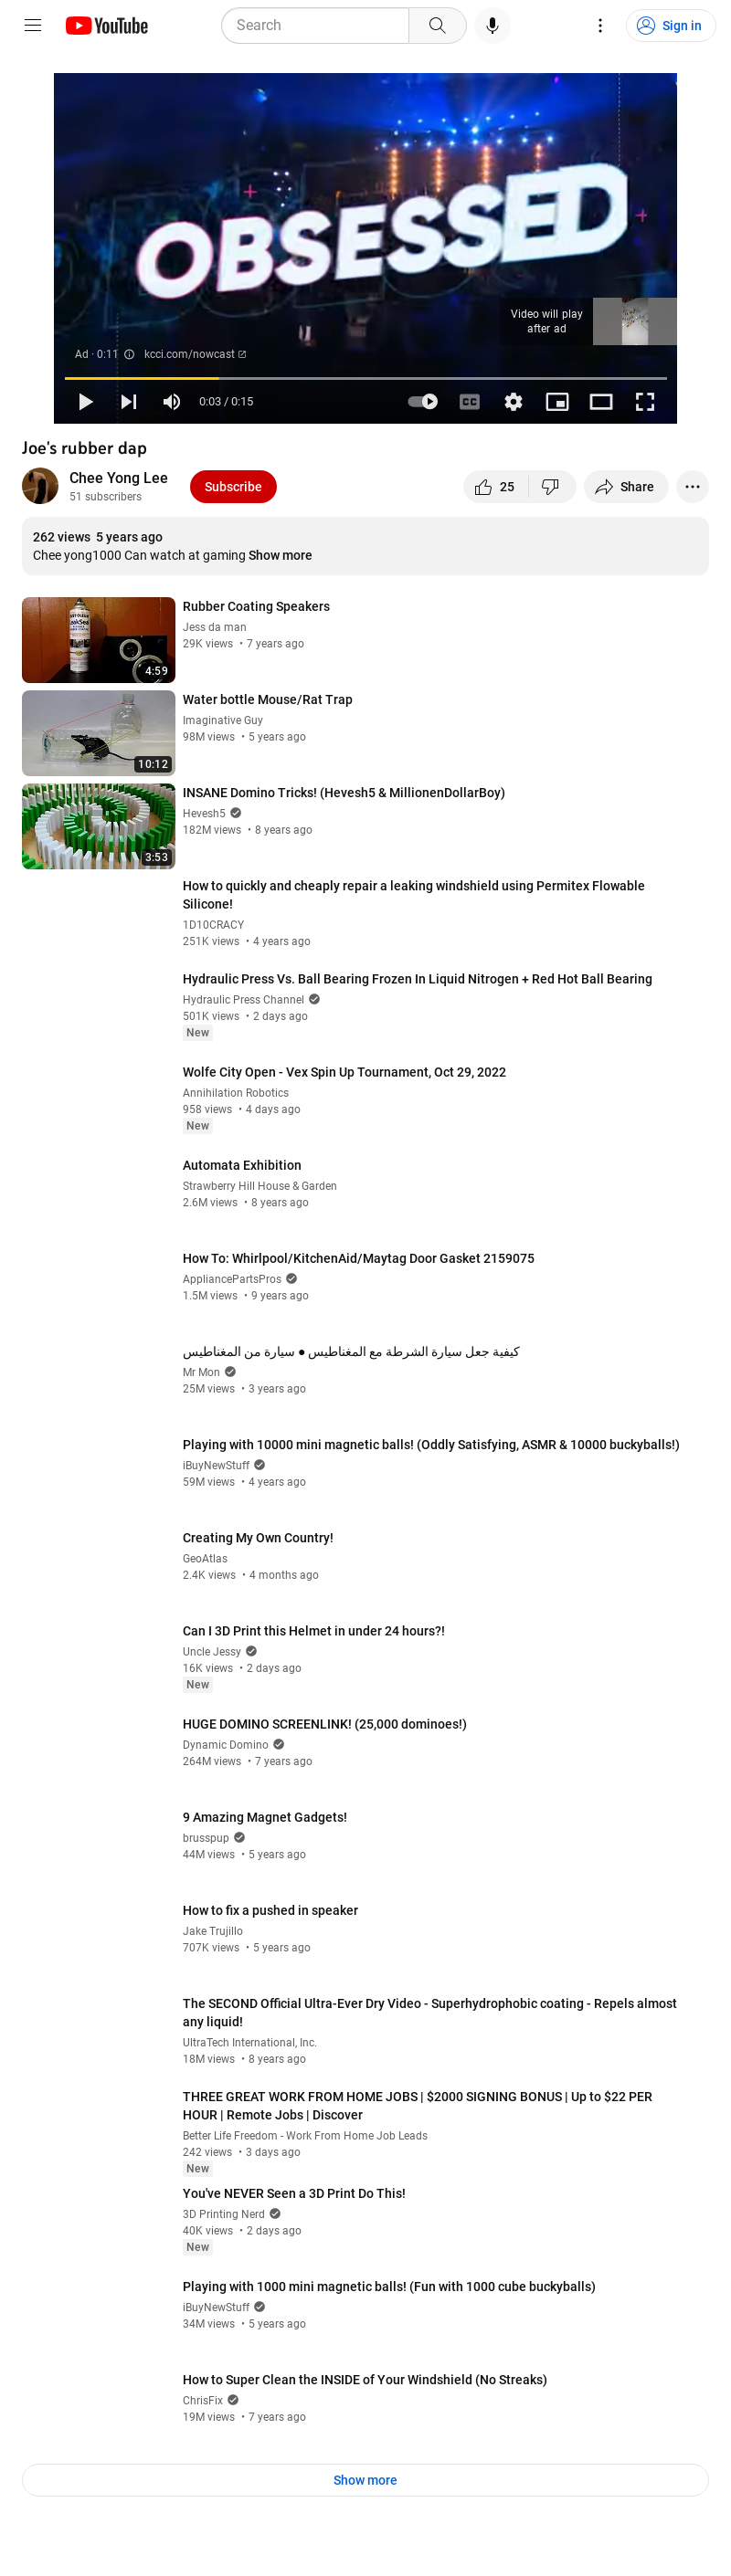 YouTube
Search
Sign in
OBSESSED
Video will play
after ad
Ad · 0:11 kcci.com/nowcast
0:03 / 0:15
CC
Joe's rubber dap
Chee Yong Lee
51 subscribers
Subscribe
25
Share
262 views 5 years ago
Chee yong1000 Can watch at gaming Show more
4:59
Rubber Coating Speakers
Jess da man
29K views • 7 years ago
10:12
Water bottle Mouse/Rat Trap
Imaginative Guy
98M views • 5 years ago
3:53
INSANE Domino Tricks! (Hevesh5 & MillionenDollarBoy)
Hevesh5
182M views • 8 years ago
How to quickly and cheaply repair a leaking windshield using Permitex Flowable
Silicone!
1D10CRACY
251K views • 4 years ago
Hydraulic Press Vs. Ball Bearing Frozen In Liquid Nitrogen + Red Hot Ball Bearing
Hydraulic Press Channel
501K views • 2 days ago
New
Wolfe City Open - Vex Spin Up Tournament, Oct 29, 2022
Annihilation Robotics
958 views • 4 days ago
New
Automata Exhibition
Strawberry Hill House & Garden
2.6M views • 8 years ago
How To: Whirlpool/KitchenAid/Maytag Door Gasket 2159075
AppliancePartsPros
1.5M views • 9 years ago
كيفية جعل سيارة الشرطة مع المغناطيس ● سيارة من المغناطيس
Mr Mon
25M views • 3 years ago
Playing with 10000 mini magnetic balls! (Oddly Satisfying, ASMR & 10000 buckyballs!)
iBuyNewStuff
59M views • 4 years ago
Creating My Own Country!
GeoAtlas
2.4K views • 4 months ago
Can I 3D Print this Helmet in under 24 hours?!
Uncle Jessy
16K views • 2 days ago
New
HUGE DOMINO SCREENLINK! (25,000 dominoes!)
Dynamic Domino
264M views • 7 years ago
9 Amazing Magnet Gadgets!
brusspup
44M views • 5 years ago
How to fix a pushed in speaker
Jake Trujillo
707K views • 5 years ago
The SECOND Official Ultra-Ever Dry Video - Superhydrophobic coating - Repels almost
any liquid!
UltraTech International, Inc.
18M views • 8 years ago
THREE GREAT WORK FROM HOME JOBS | $2000 SIGNING BONUS | Up to $22 PER
HOUR | Remote Jobs | Discover
Better Life Freedom - Work From Home Job Leads
242 views • 3 days ago
New
You've NEVER Seen a 3D Print Do This!
3D Printing Nerd
40K views • 2 days ago
New
Playing with 1000 mini magnetic balls! (Fun with 1000 cube buckyballs)
iBuyNewStuff
34M views • 5 years ago
How to Super Clean the INSIDE of Your Windshield (No Streaks)
ChrisFix
19M views • 7 years ago
Show more